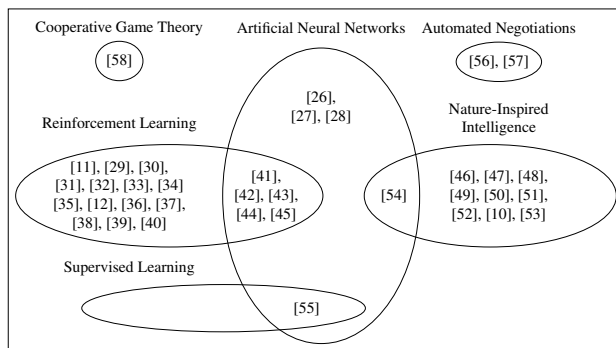 Cooperative Game Theory
Artificial Neural Networks
Automated Negotiations
[58]
[56], [57]
[26],
[27], [28]
Reinforcement Learning
Nature-Inspired
Intelligence
[11], [29], [30],
[31], [32], [33], [34]
[35], [12], [36], [37],
[38], [39], [40]
[41],
[42], [43],
[44], [45]
[54]
[46], [47], [48],
[49], [50], [51],
[52], [10], [53]
Supervised Learning
[55]